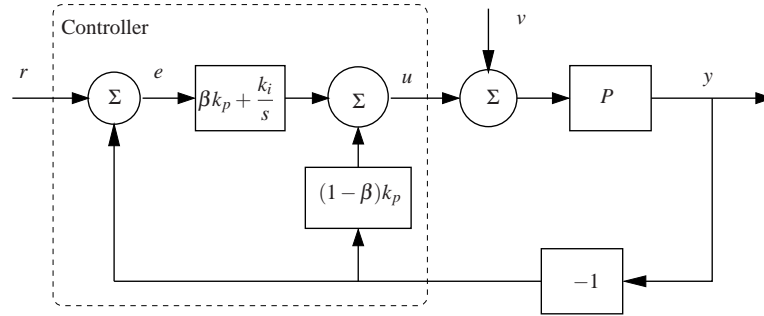 Controller
v
r
e
u
y
Σ
βk_p + k_i/s
Σ
Σ
P
(1 − β)k_p
−1